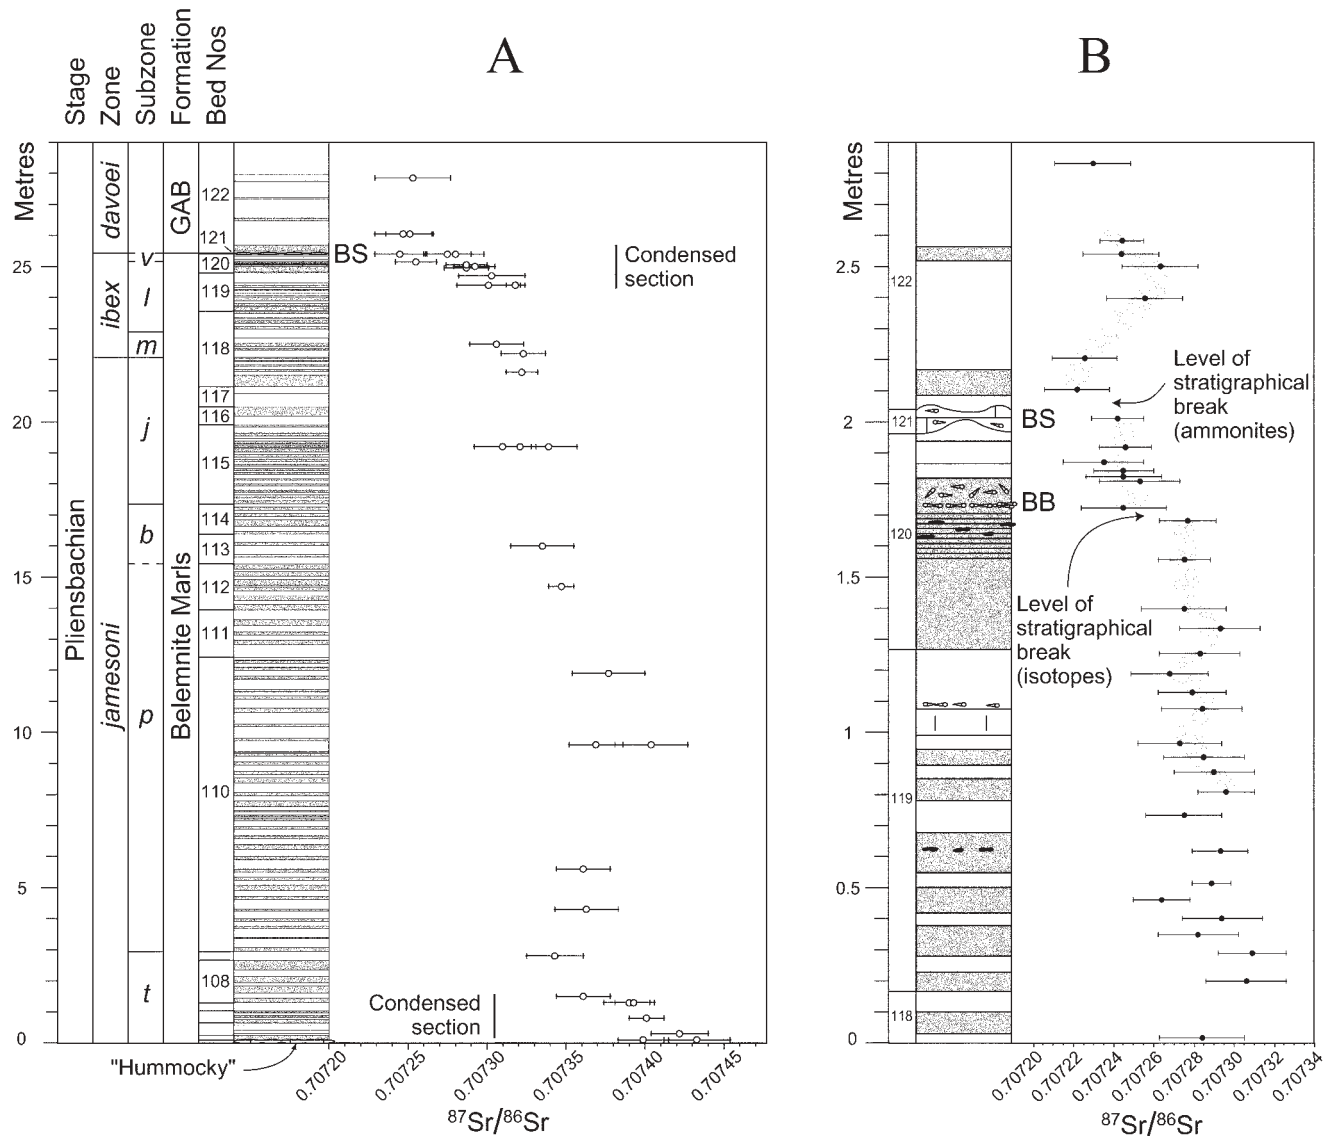 A
B
Stage
Zone
Subzone
Formation
Bed Nos
Metres
25
20
15
10
5
0
Pliensbachian
davoei
ibex
jamesoni
v
l
m
j
b
p
t
GAB
Belemnite Marls
122
121
120
119
118
117
116
115
114
113
112
111
110
108
BS
Condensed
section
Condensed
section
"Hummocky"
0.70720
0.70725
0.70730
0.70735
0.70740
0.70745
87Sr/86Sr
Metres
2.5
2
1.5
1
0.5
0
122
121
120
119
118
BS
BB
Level of
stratigraphical
break
(ammonites)
Level of
stratigraphical
break
(isotopes)
0.70720
0.70722
0.70724
0.70726
0.70728
0.70730
0.70732
0.70734
87Sr/86Sr